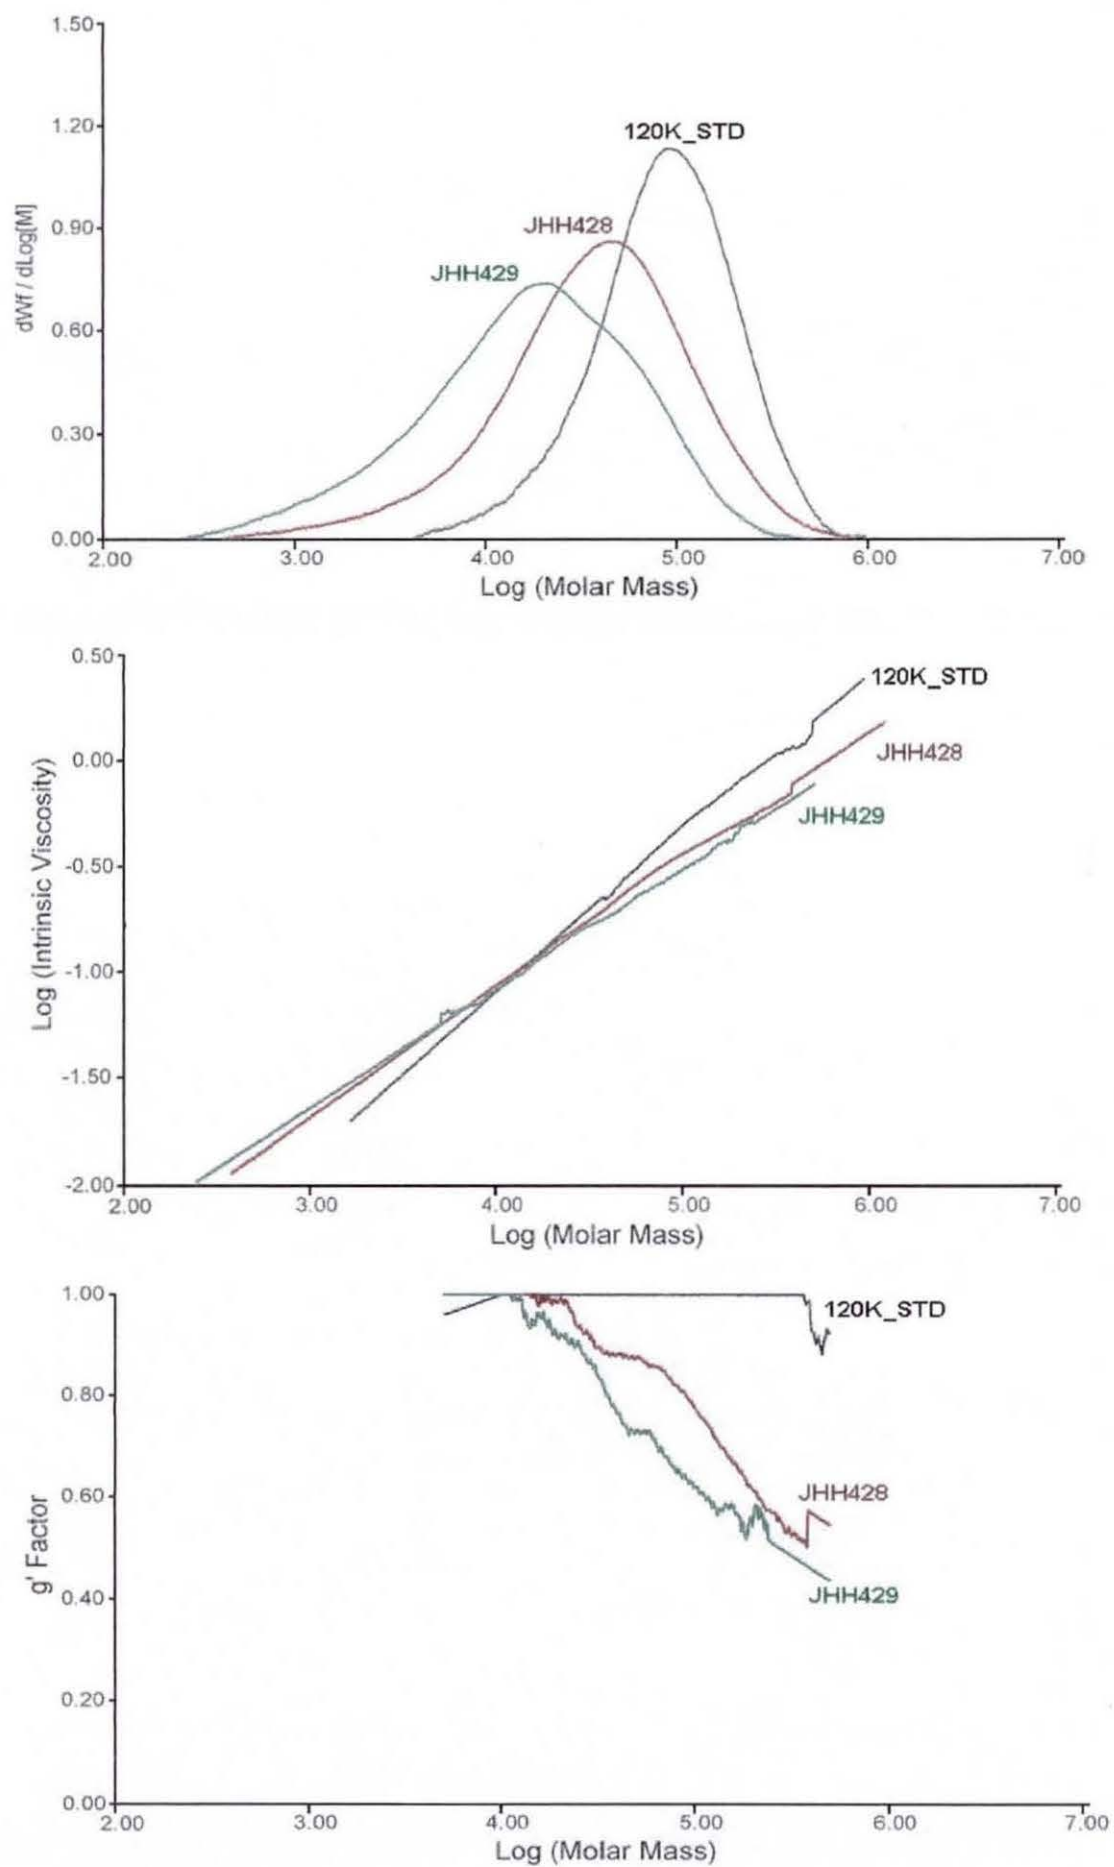 1.50
1.20
120K_STD
0.90
JHH428
JHH429
dWf / dLog[M]
0.60
0.30
0.00
2.00 3.00 4.00 5.00 6.00 7.00
Log (Molar Mass)
0.50
120K_STD
0.00
JHH428
JHH429
Log (Intrinsic Viscosity)
-0.50
-1.00
-1.50
-2.00
2.00 3.00 4.00 5.00 6.00 7.00
Log (Molar Mass)
1.00
120K_STD
0.80
0.60
JHH428
g' Factor
JHH429
0.40
0.20
0.00
2.00 3.00 4.00 5.00 6.00 7.00
Log (Molar Mass)